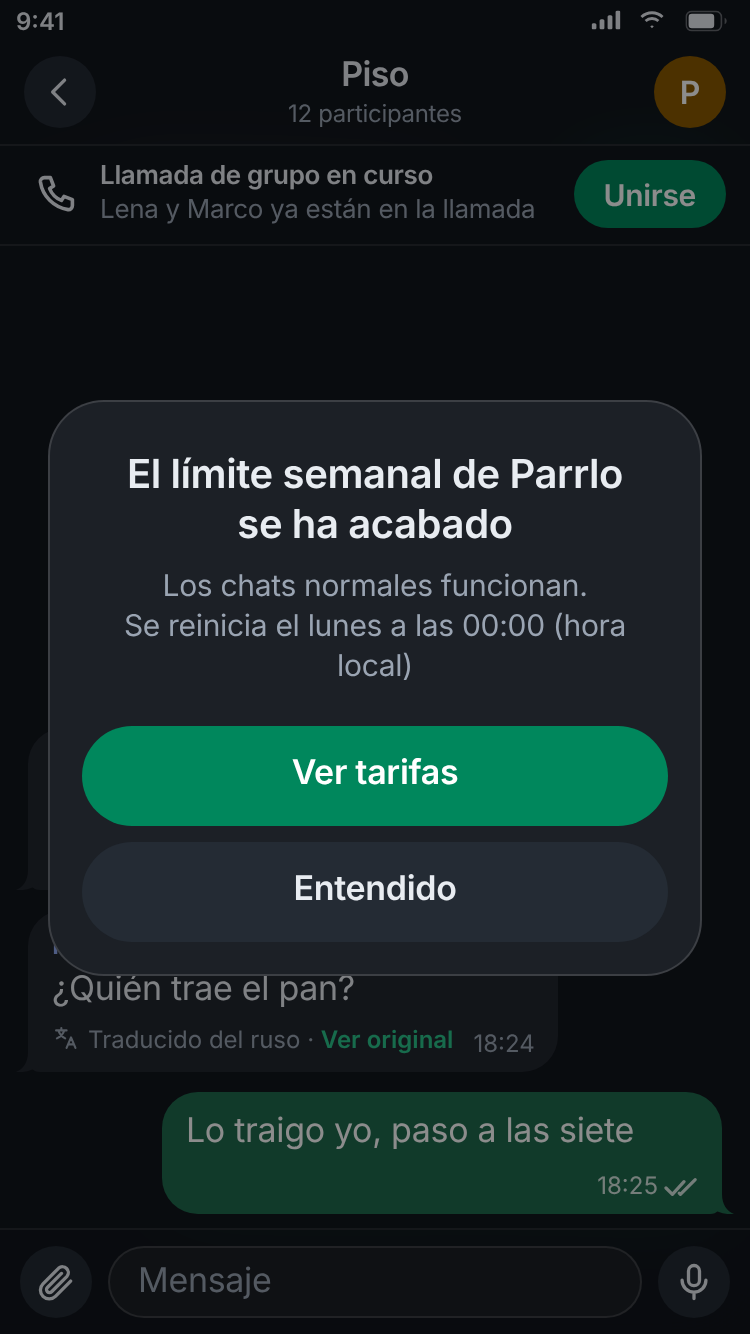 9:41
Piso
12 participantes
P
Llamada de grupo en curso
Lena y Marco ya están en la llamada
Unirse
El límite semanal de Parrlo
se ha acabado
Los chats normales funcionan.
Se reinicia el lunes a las 00:00 (hora
local)
Ver tarifas
Entendido
¿Quién trae el pan?
Traducido del ruso · Ver original 18:24
Lo traigo yo, paso a las siete
18:25
Mensaje